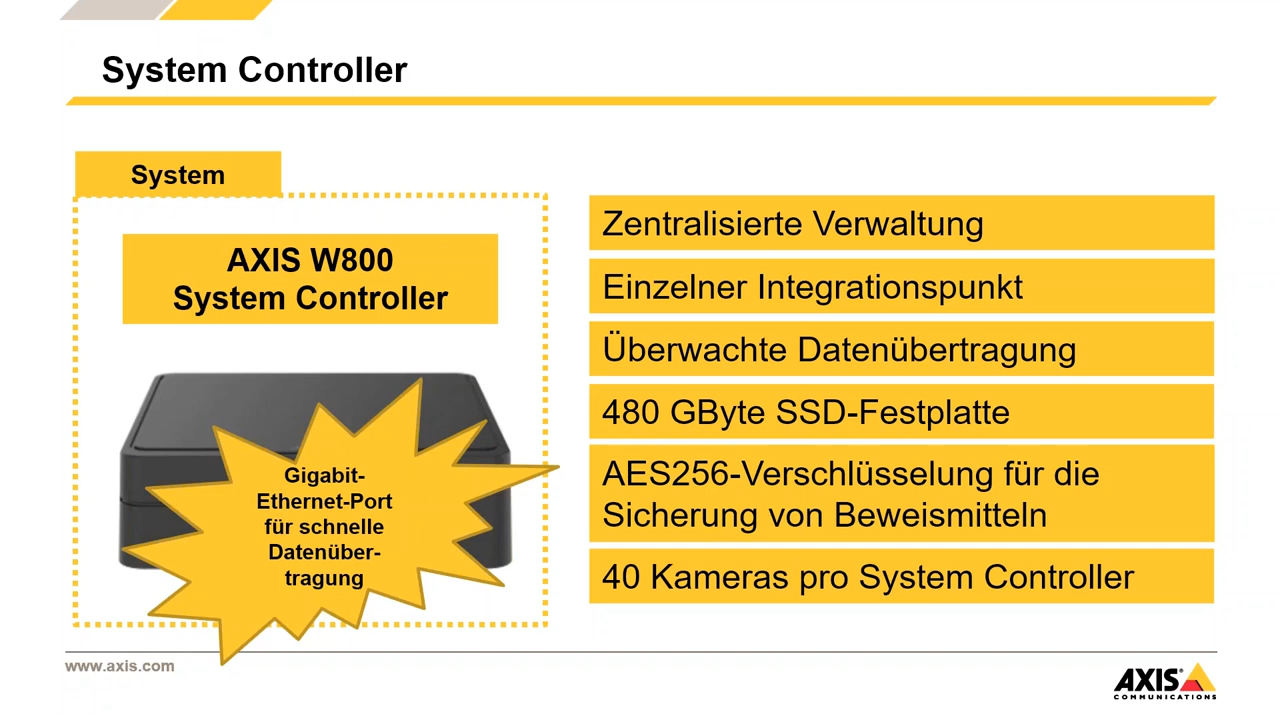 System Controller
System
AXIS W800
System Controller
Gigabit-
Ethernet-Port
für schnelle
Datenüber-
tragung
Zentralisierte Verwaltung
Einzelner Integrationspunkt
Überwachte Datenübertragung
480 GByte SSD-Festplatte
AES256-Verschlüsselung für die
Sicherung von Beweismitteln
40 Kameras pro System Controller
www.axis.com
AXIS
COMMUNICATIONS